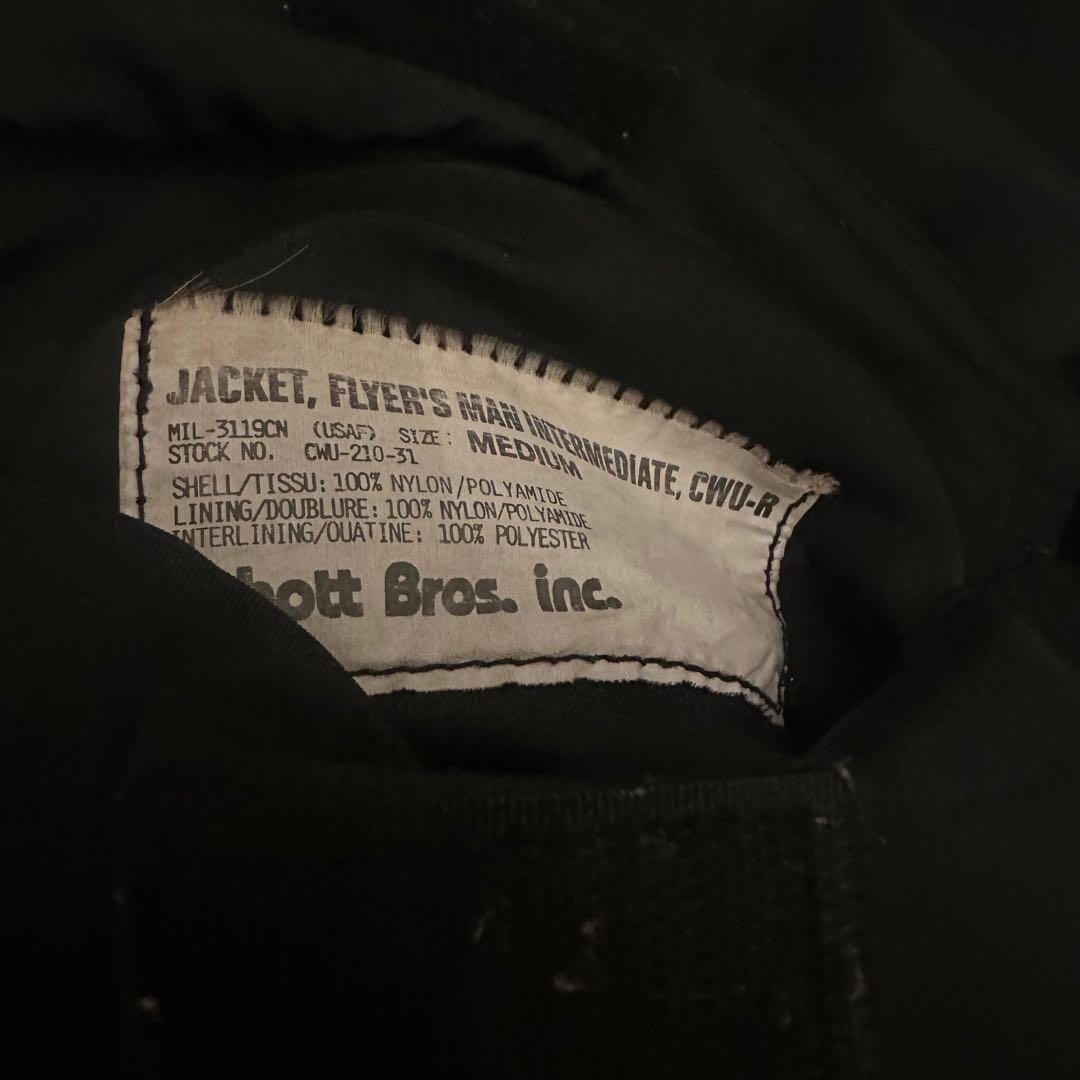 JACKET, FLYER'S MAN INTERMEDIATE, CWU-R
MIL-3119CN (USAF) SIZE: MEDIUM
STOCK NO. CWU-210-31
SHELL/TISSU: 100% NYLON/POLYAMIDE
LINING/DOUBLURE: 100% NYLON/POLYAMIDE
INTERLINING/OUATINE: 100% POLYESTER
Bros. inc.